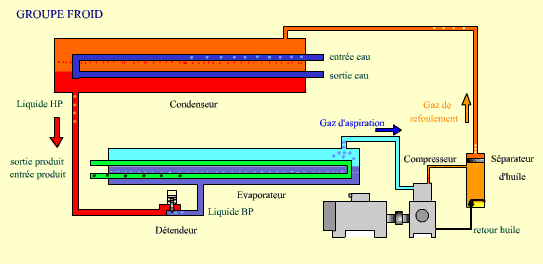 GROUPE FROID
entrée eau
sortie eau
Condenseur
Liquide HP
Gaz de
refoulement
Gaz d'aspiration
Compresseur
Séparateur
d'huile
sortie produit
entrée produit
Evaporateur
Liquide BP
Détendeur
retour huile